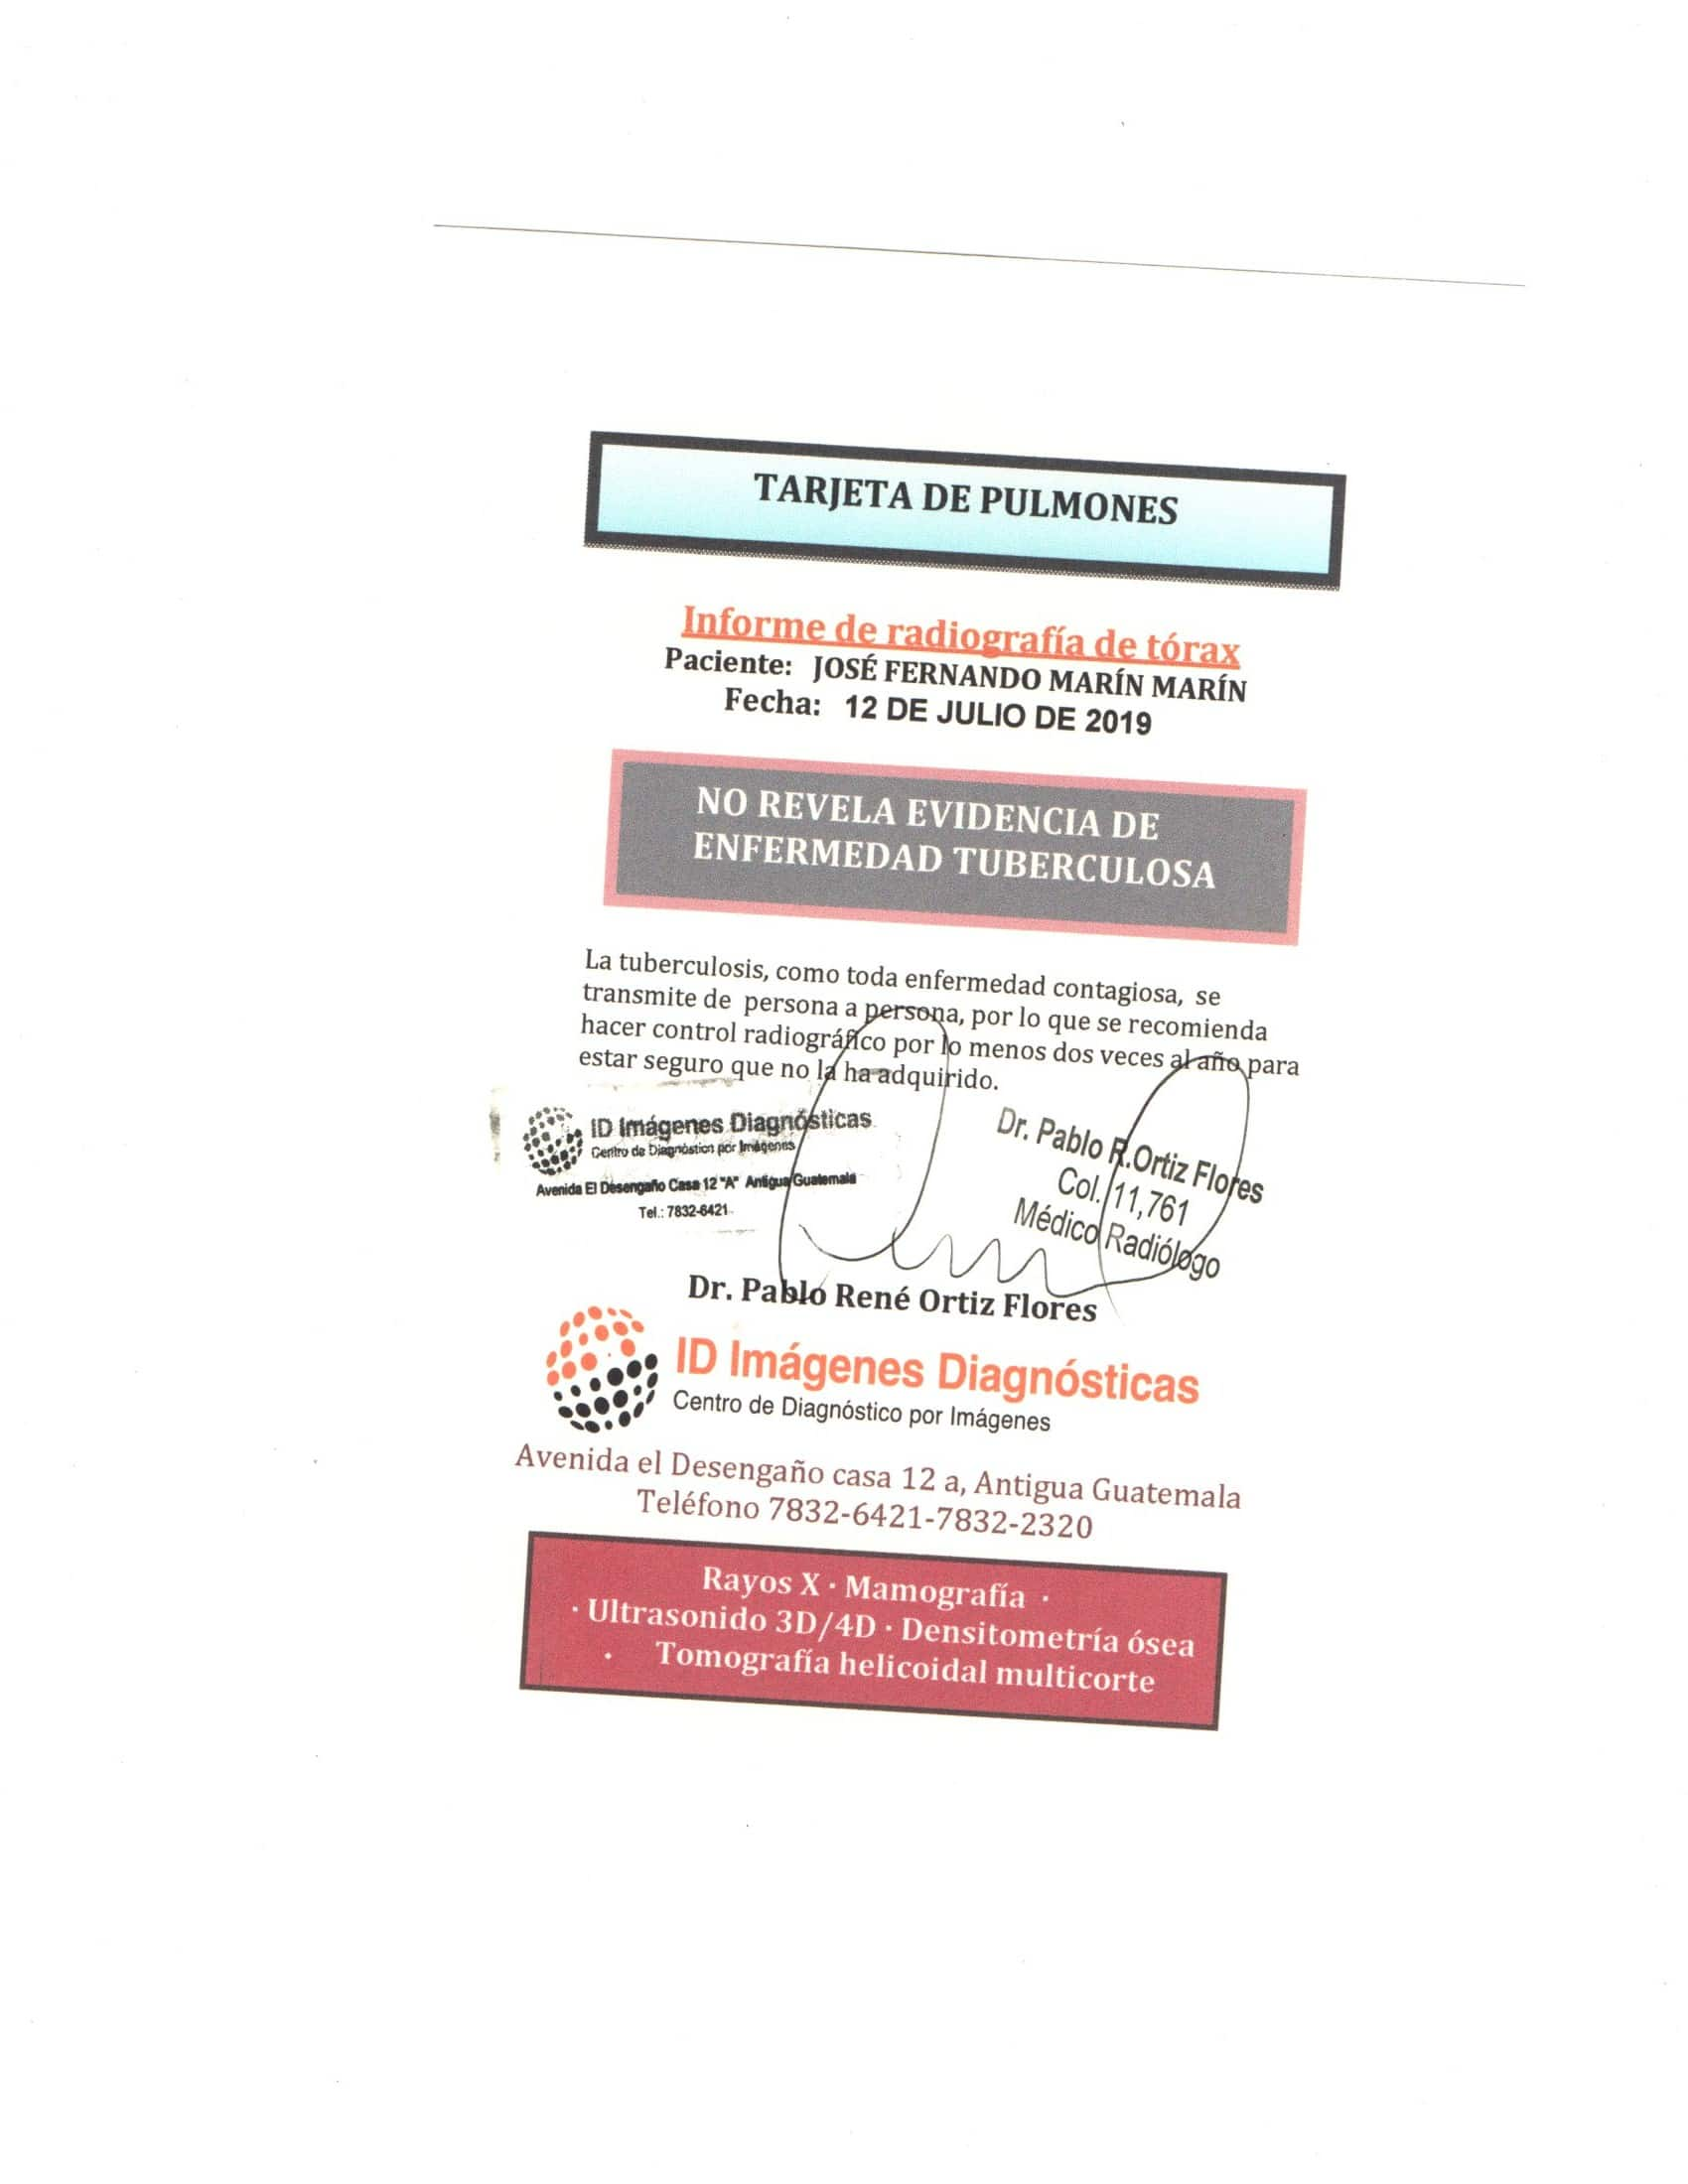 TARJETA DE PULMONES
Informe de radiografía de tórax
Paciente: JOSÉ FERNANDO MARÍN MARÍN
Fecha: 12 DE JULIO DE 2019
NO REVELA EVIDENCIA DE
ENFERMEDAD TUBERCULOSA
La tuberculosis, como toda enfermedad contagiosa, se
transmite de persona a persona, por lo que se recomienda
hacer control radiográfico por lo menos dos veces al año para
estar seguro que no la ha adquirido.
ID Imágenes Diagnósticas
Centro de Diagnóstico por Imágenes
Avenida El Desengaño Casa 12 "A" Antigua Guatemala
Tel.: 7832-6421
Dr. Pablo R.Ortiz Flores
Col. 11,761
Médico Radiólogo
Dr. Pablo René Ortiz Flores
ID Imágenes Diagnósticas
Centro de Diagnóstico por Imágenes
Avenida el Desengaño casa 12 a, Antigua Guatemala
Teléfono 7832-6421-7832-2320
Rayos X · Mamografía ·
· Ultrasonido 3D/4D · Densitometría ósea
· Tomografía helicoidal multicorte